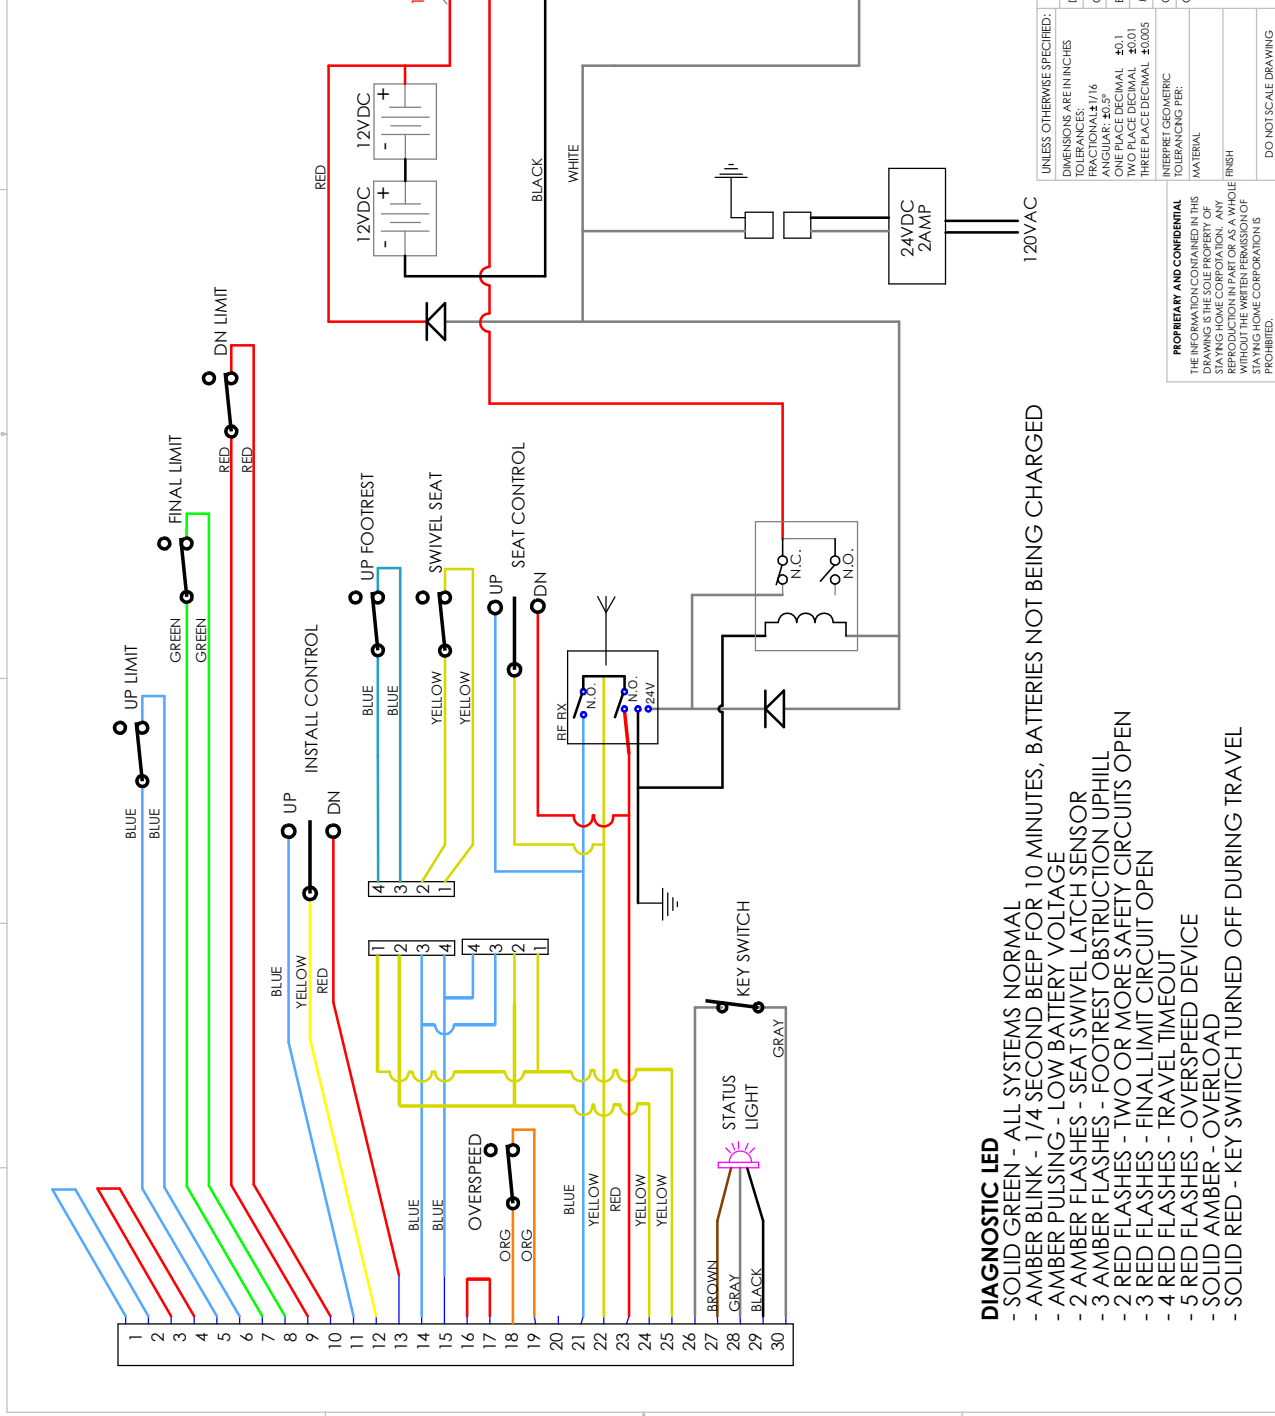 12VDC
+
-
12VDC
+
-
RED
BLACK
WHITE
24VDC
2AMP
120VAC
UNLESS OTHERWISE SPECIFIED:
DIMENSIONS ARE IN INCHES
TOLERANCES:
FRACTIONAL±1/16
ANGULAR: ±0.5°
ONE PLACE DECIMAL ±0.1
TWO PLACE DECIMAL ±0.01
THREE PLACE DECIMAL ±0.005
INTERPRET GEOMETRIC
TOLERANCING PER:
MATERIAL
FINISH
DO NOT SCALE DRAWING
PROPRIETARY AND CONFIDENTIAL
THE INFORMATION CONTAINED IN THIS
DRAWING IS THE SOLE PROPERTY OF
STAYING HOME CORPOTATION. ANY
REPRODUCTION IN PART OR AS A WHOLE
WITHOUT THE WRITTEN PERMISSION OF
STAYING HOME CORPORATION IS
PROHIBITED.
DN LIMIT
RED
RED
FINAL LIMIT
GREEN
GREEN
UP LIMIT
BLUE
BLUE
INSTALL CONTROL
UP
DN
BLUE
YELLOW
RED
UP FOOTREST
BLUE
BLUE
SWIVEL SEAT
YELLOW
YELLOW
SEAT CONTROL
UP
DN
RF RX
N.O.
N.O.
24V
N.C.
N.O.
4
3
2
1
1
2
3
4
4
3
2
1
KEY SWITCH
GRAY
STATUS
LIGHT
OVERSPEED
ORG
ORG
BLUE
BLUE
BLUE
YELLOW
RED
YELLOW
YELLOW
BROWN
GRAY
BLACK
1
2
3
4
5
6
7
8
9
10
11
12
13
14
15
16
17
18
19
20
21
22
23
24
25
26
27
28
29
30
DIAGNOSTIC LED
- SOLID GREEN - ALL SYSTEMS NORMAL
- AMBER BLINK - 1/4 SECOND BEEP FOR 10 MINUTES, BATTERIES NOT BEING CHARGED
- AMBER PULSING - LOW BATTERY VOLTAGE
- 2 AMBER FLASHES - SEAT SWIVEL LATCH SENSOR
- 3 AMBER FLASHES - FOOTREST OBSTRUCTION UPHILL
- 2 RED FLASHES - TWO OR MORE SAFETY CIRCUITS OPEN
- 3 RED FLASHES - FINAL LIMIT CIRCUIT OPEN
- 4 RED FLASHES - TRAVEL TIMEOUT
- 5 RED FLASHES - OVERSPEED DEVICE
- SOLID AMBER - OVERLOAD
- SOLID RED - KEY SWITCH TURNED OFF DURING TRAVEL